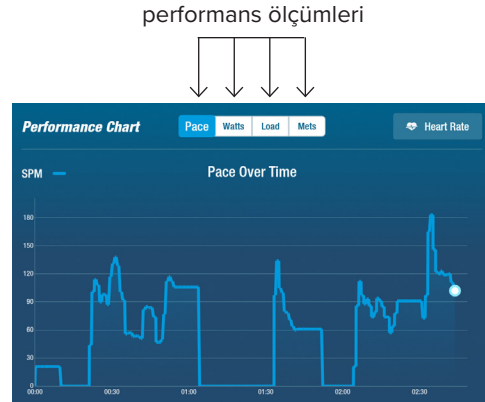 performans ölçümleri
Performance Chart
Pace Watts Load Mets
Heart Rate
SPM
Pace Over Time
180
150
120
90
60
30
0
00:00 00:30 01:00 01:30 02:00 02:30